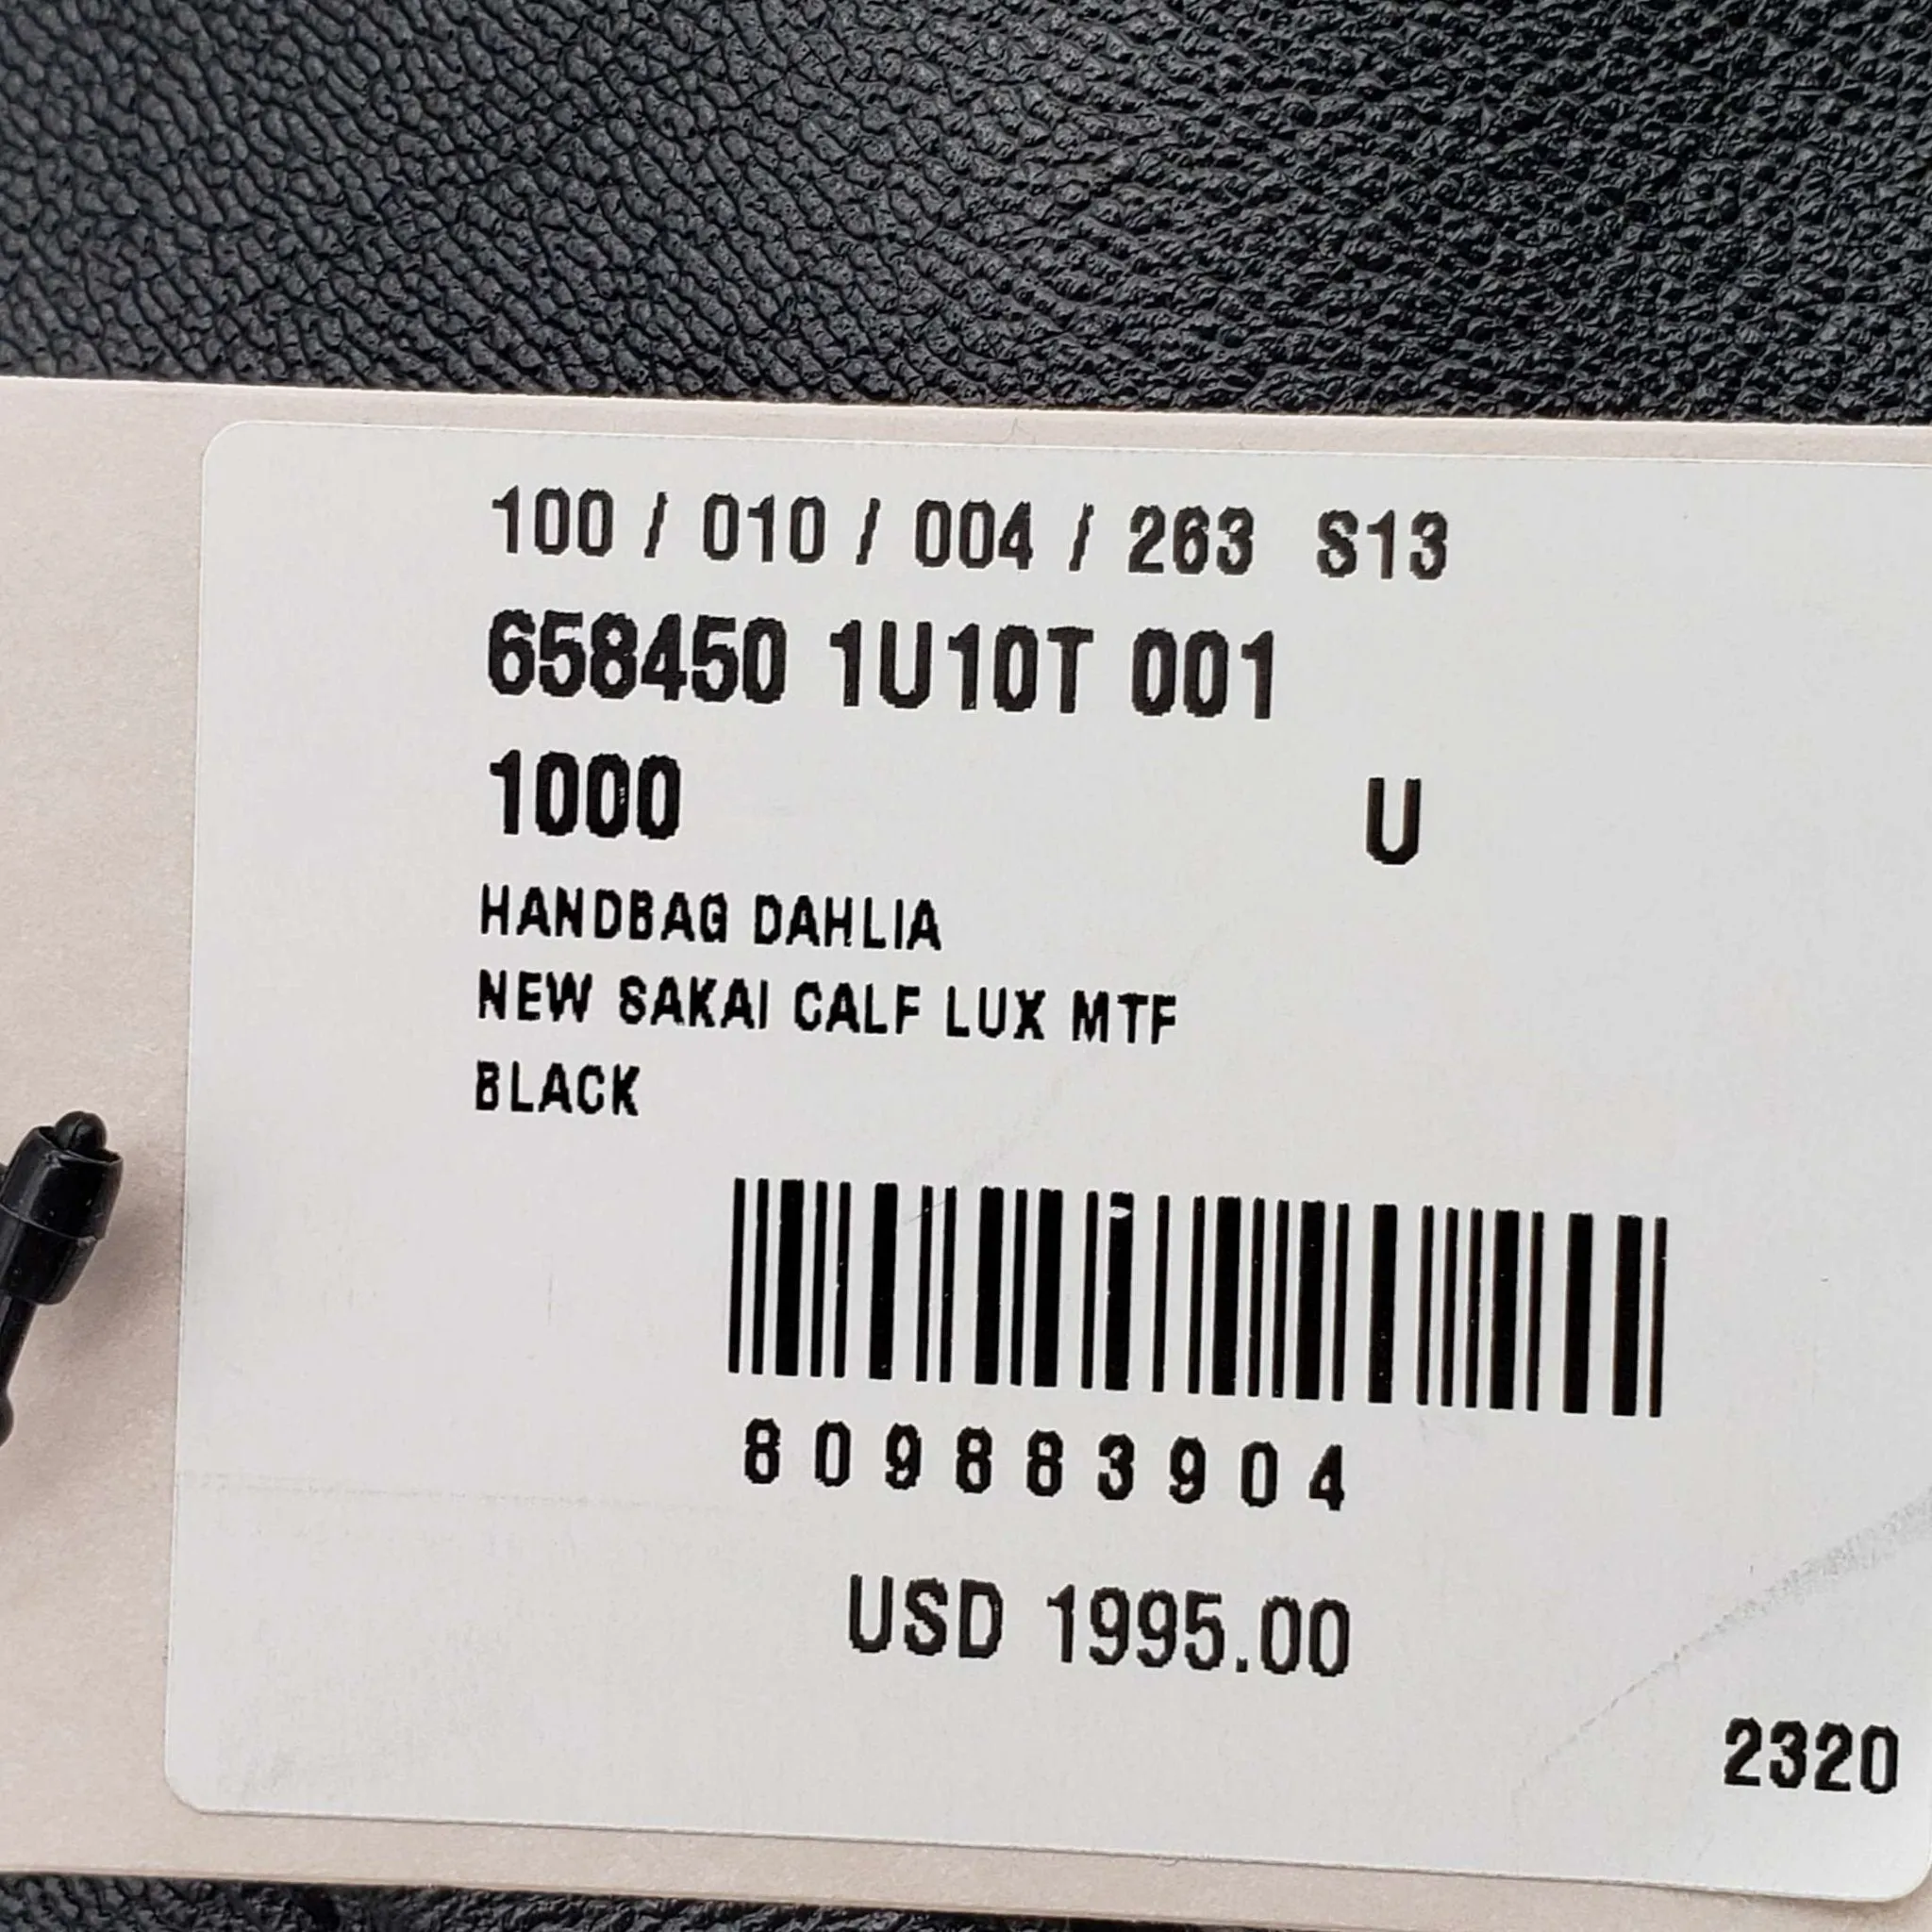 100 / 010 / 004 / 263 S13
658450 1U10T 001
1000 U
HANDBAG DAHLIA
NEW SAKAI CALF LUX MTF
BLACK
809883904
USD 1995.00
2320